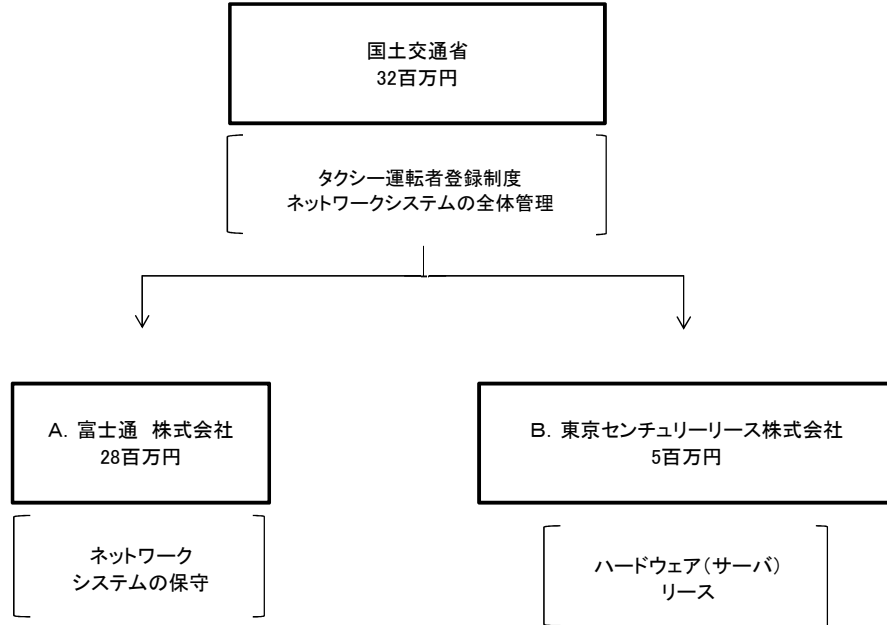 国土交通省
32百万円
タクシー運転者登録制度
ネットワークシステムの全体管理
A．富士通　株式会社
28百万円
B．東京センチュリーリース株式会社
5百万円
ネットワーク
システムの保守
ハードウェア（サーバ）
リース